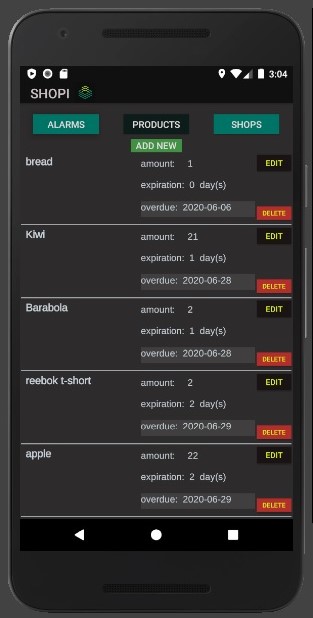 3:04
SHOPI
ALARMS PRODUCTS SHOPS
ADD NEW
bread amount: 1 EDIT
expiration: 0 day(s)
overdue: 2020-06-06 DELETE
Kiwi amount: 21 EDIT
expiration: 1 day(s)
overdue: 2020-06-28 DELETE
Barabola amount: 2 EDIT
expiration: 1 day(s)
overdue: 2020-06-28 DELETE
reebok t-short amount: 2 EDIT
expiration: 2 day(s)
overdue: 2020-06-29 DELETE
apple amount: 22 EDIT
expiration: 2 day(s)
overdue: 2020-06-29 DELETE